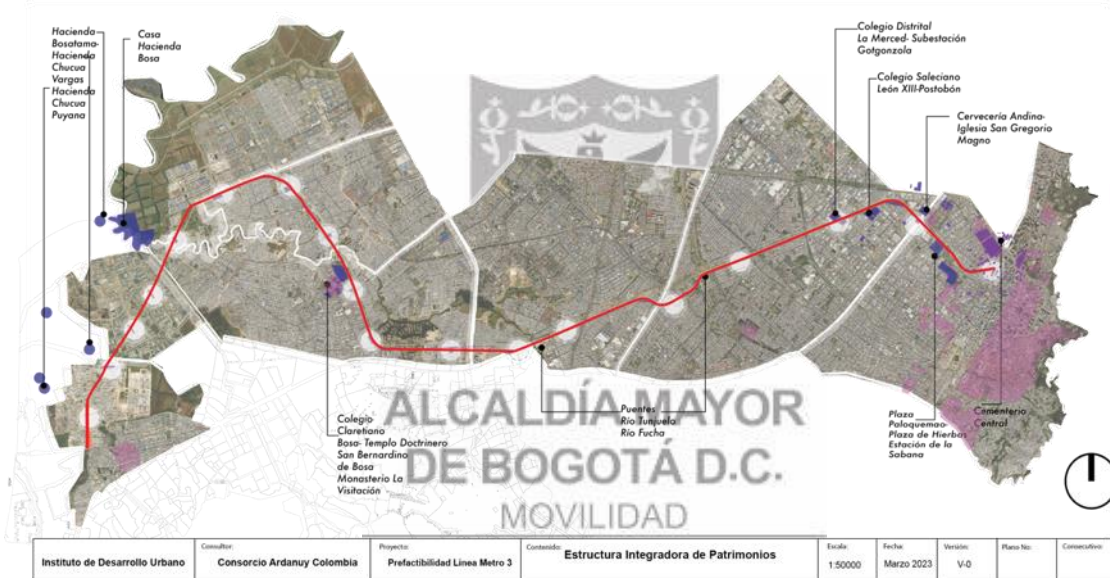 Hacienda
Bosatama-
Hacienda
Chucua
Vargas
Hacienda
Chucua
Puyana
Casa
Hacienda
Bosa
Colegio Distrital
La Merced- Subestación
Gotgonzola
Colegio Saleciano
León XIII-Postobón
Cervecería Andina-
Iglesia San Gregorio
Magno
Colegio
Claretiano
Bosa- Templo Doctrinero
San Bernardino
de Bosa
Monasterio La
Visitación
Puentes
Río Tunjuela
Río Fucha
Plaza
Paloquemao-
Plaza de Hierbas
Estación de la
Sabana
Cementerio
Central
ALCALDÍA MAYOR
DE BOGOTÁ D.C.
MOVILIDAD
Instituto de Desarrollo Urbano
Consultor:
Consorcio Ardanuy Colombia
Proyecto:
Prefactibilidad Linea Metro 3
Contenido:
Estructura Integradora de Patrimonios
Escala:
1:50000
Fecha:
Marzo 2023
Versión:
V-0
Plano No:
Consecutivo: